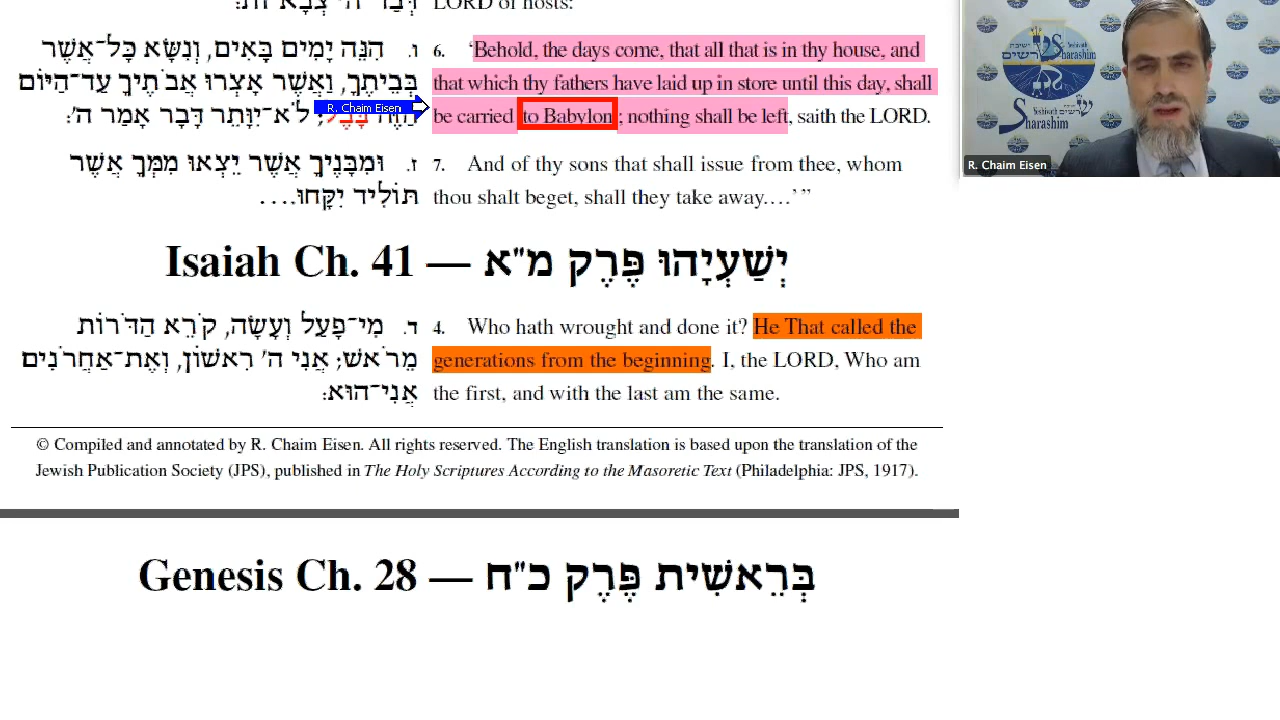 דְּבַר־ה׳ צְבָא־וֹת:
LORD of hosts:
ו. הִנֵּה יָמִים בָּאִים, וְנִשָּׂא כָּל־אֲשֶׁר
בְּבֵיתֶךָ, וַאֲשֶׁר אָצְרוּ אֲבֹתֶיךָ עַד־הַיּוֹם
בָּבֶל; לֹא־יִוָּתֵר דָּבָר אָמַר ה׳:
R. Chaim Eisen
6. ‘Behold, the days come, that all that is in thy house, and
that which thy fathers have laid up in store until this day, shall
be carried to Babylon; nothing shall be left, saith the LORD.
ז. וּמִבָּנֶיךָ אֲשֶׁר יֵצְאוּ מִמְּךָ אֲשֶׁר
תּוֹלִיד יִקָּחוּ....
7. And of thy sons that shall issue from thee, whom
thou shalt beget, shall they take away....’ ”
Isaiah Ch. 41 — יְשַׁעְיָהוּ פֶּרֶק מ"א
ד. מִי־פָעַל וְעָשָׂה, קֹרֵא הַדֹּרוֹת
מֵרֹאשׁ; אֲנִי ה׳ רִאשׁוֹן, וְאֶת־אַחֲרֹנִים
אֲנִי־הוּא:
4. Who hath wrought and done it? He That called the
generations from the beginning. I, the LORD, Who am
the first, and with the last am the same.
© Compiled and annotated by R. Chaim Eisen. All rights reserved. The English translation is based upon the translation of the
Jewish Publication Society (JPS), published in The Holy Scriptures According to the Masoretic Text (Philadelphia: JPS, 1917).
Genesis Ch. 28 — בְּרֵאשִׁית פֶּרֶק כ"ח
Yeshivath
Sharashim
Yeshivath
Sharashim
R. Chaim Eisen